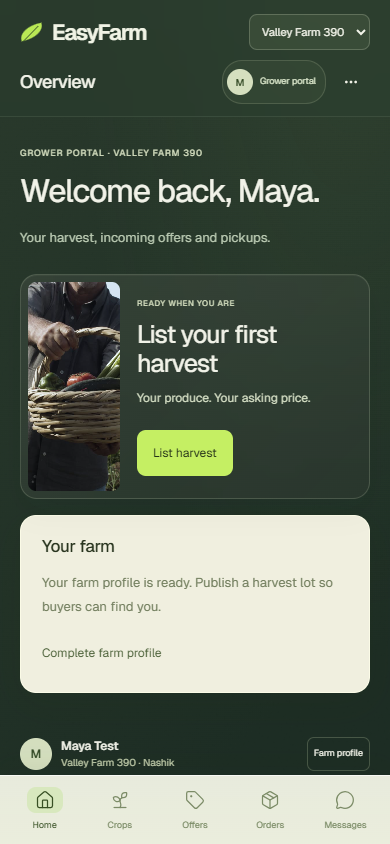 EasyFarm
Valley Farm 390
Overview
M
Grower portal
GROWER PORTAL · VALLEY FARM 390
Welcome back, Maya.
Your harvest, incoming offers and pickups.
READY WHEN YOU ARE
List your first
harvest
Your produce. Your asking price.
List harvest
Your farm
Your farm profile is ready. Publish a harvest lot so
buyers can find you.
Complete farm profile
M
Maya Test
Valley Farm 390 · Nashik
Farm profile
Home
Crops
Offers
Orders
Messages